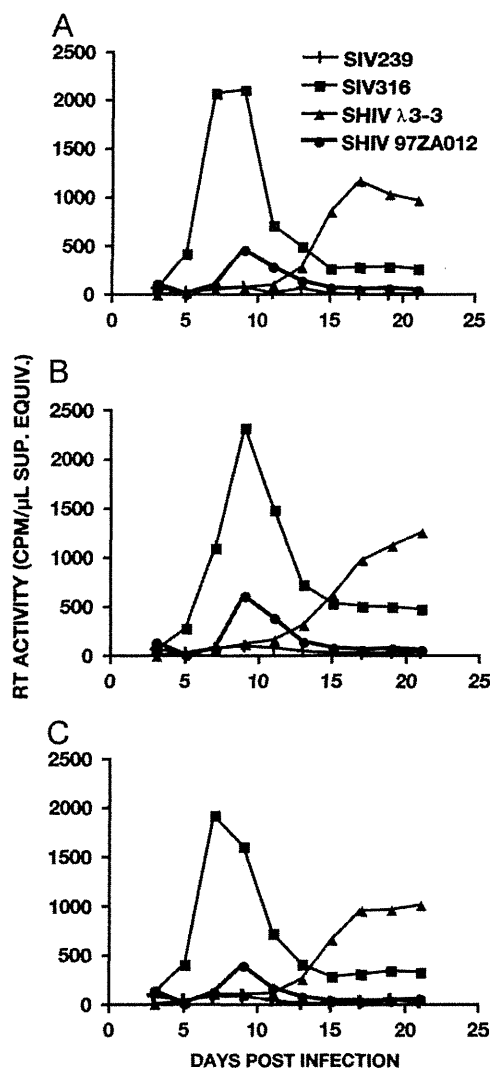 A
2500
2000
1500
1000
500
0
0 5 10 15 20 25
SIV239
SIV316
SHIV λ3-3
SHIV 97ZA012
RT ACTIVITY (CPM/µL SUP. EQUIV.)
B
2500
2000
1500
1000
500
0
0 5 10 15 20 25
C
2500
2000
1500
1000
500
0
0 5 10 15 20 25
DAYS POST INFECTION